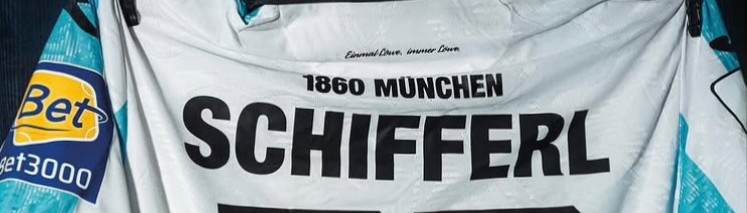 Einmal Löwe, immer Löwe.
1860 MÜNCHEN
SCHIFFERL
Bet
Bet3000